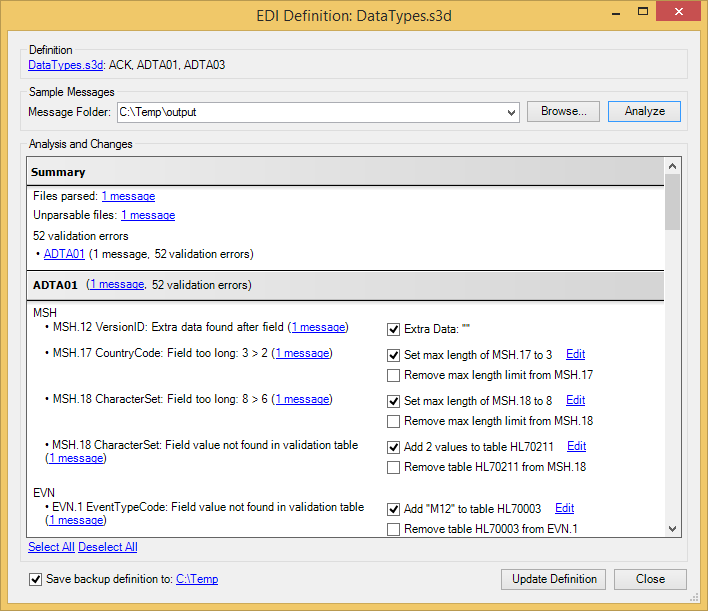 EDI Definition: DataTypes.s3d
Definition
DataTypes.s3d: ACK, ADTA01, ADTA03
Sample Messages
Message Folder: C:\Temp\output Browse... Analyze
Analysis and Changes
Summary
Files parsed: 1 message
Unparsable files: 1 message
52 validation errors
• ADTA01 (1 message, 52 validation errors)
ADTA01 (1 message, 52 validation errors)
MSH
• MSH.12 VersionID: Extra data found after field (1 message) Extra Data: ""
• MSH.17 CountryCode: Field too long: 3 > 2 (1 message) Set max length of MSH.17 to 3 Edit
Remove max length limit from MSH.17
• MSH.18 CharacterSet: Field too long: 8 > 6 (1 message) Set max length of MSH.18 to 8 Edit
Remove max length limit from MSH.18
• MSH.18 CharacterSet: Field value not found in validation table Add 2 values to table HL70211 Edit
(1 message) Remove table HL70211 from MSH.18
EVN
• EVN.1 EventTypeCode: Field value not found in validation table Add "M12" to table HL70003 Edit
(1 message) Remove table HL70003 from EVN.1
Select All Deselect All
Save backup definition to: C:\Temp Update Definition Close